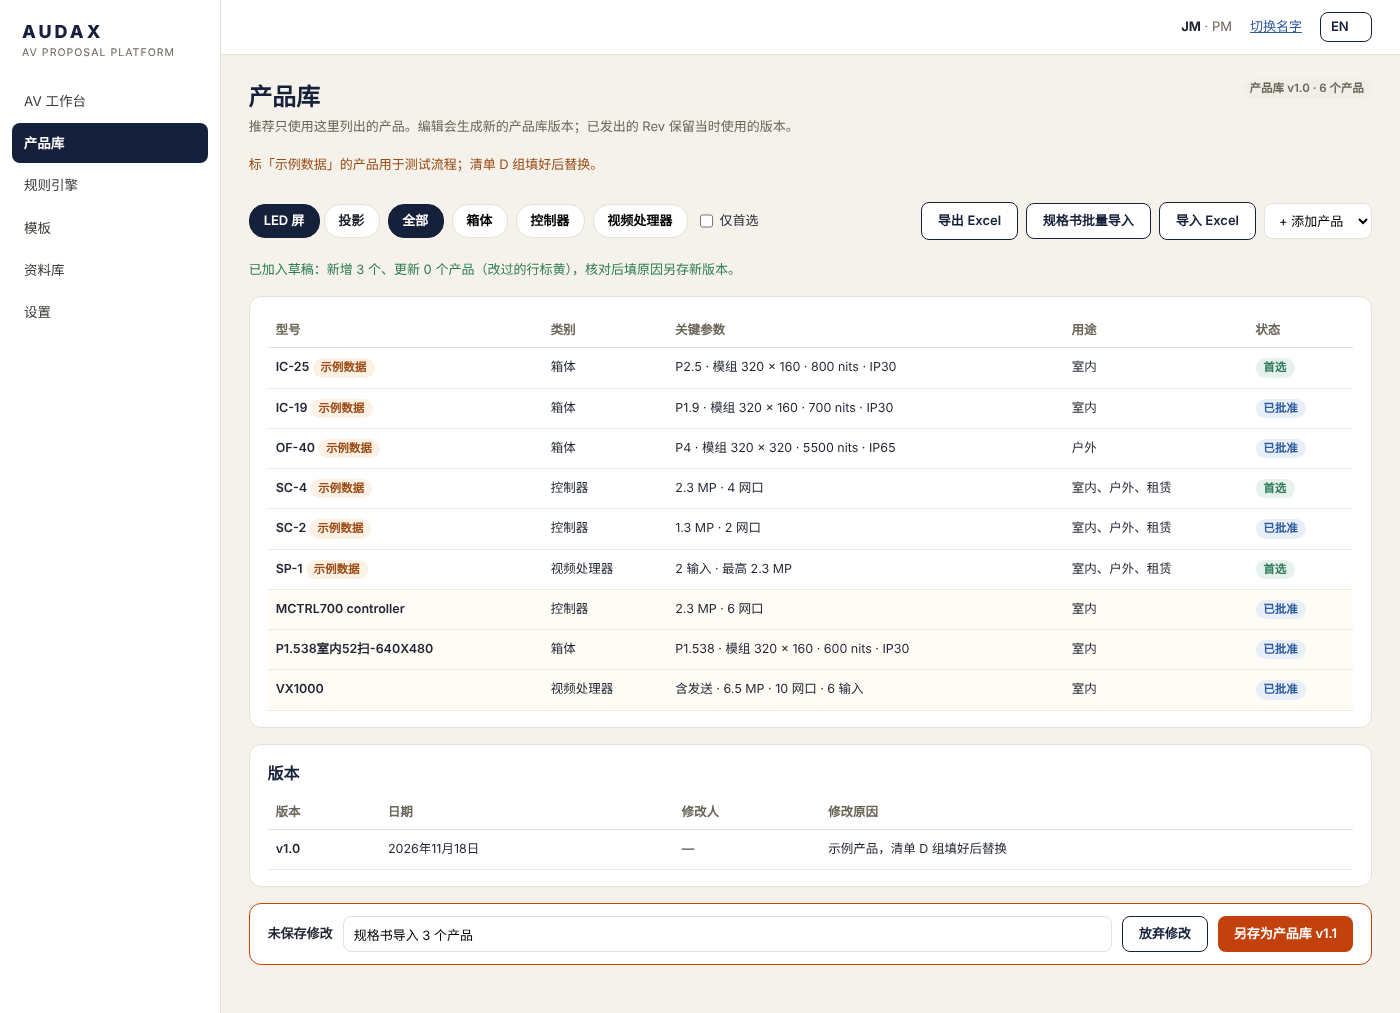 AUDAX
AV PROPOSAL PLATFORM
AV 工作台
产品库
规则引擎
模板
资料库
设置
JM · PM 切换名字 EN
产品库
产品库 v1.0 · 6 个产品
推荐只使用这里列出的产品。编辑会生成新的产品库版本；已发出的 Rev 保留当时使用的版本。
标「示例数据」的产品用于测试流程；清单 D 组填好后替换。
LED 屏 投影 全部 箱体 控制器 视频处理器 仅首选 导出 Excel 规格书批量导入 导入 Excel + 添加产品
已加入草稿：新增 3 个、更新 0 个产品（改过的行标黄），核对后填原因另存新版本。
型号 类别 关键参数 用途 状态
IC-25 示例数据 箱体 P2.5 · 模组 320 × 160 · 800 nits · IP30 室内 首选
IC-19 示例数据 箱体 P1.9 · 模组 320 × 160 · 700 nits · IP30 室内 已批准
OF-40 示例数据 箱体 P4 · 模组 320 × 320 · 5500 nits · IP65 户外 已批准
SC-4 示例数据 控制器 2.3 MP · 4 网口 室内、户外、租赁 首选
SC-2 示例数据 控制器 1.3 MP · 2 网口 室内、户外、租赁 已批准
SP-1 示例数据 视频处理器 2 输入 · 最高 2.3 MP 室内、户外、租赁 首选
MCTRL700 controller 控制器 2.3 MP · 6 网口 室内 已批准
P1.538室内52扫-640X480 箱体 P1.538 · 模组 320 × 160 · 600 nits · IP30 室内 已批准
VX1000 视频处理器 含发送 · 6.5 MP · 10 网口 · 6 输入 室内 已批准
版本
版本 日期 修改人 修改原因
v1.0 2026年11月18日 — 示例产品，清单 D 组填好后替换
未保存修改 规格书导入 3 个产品 放弃修改 另存为产品库 v1.1